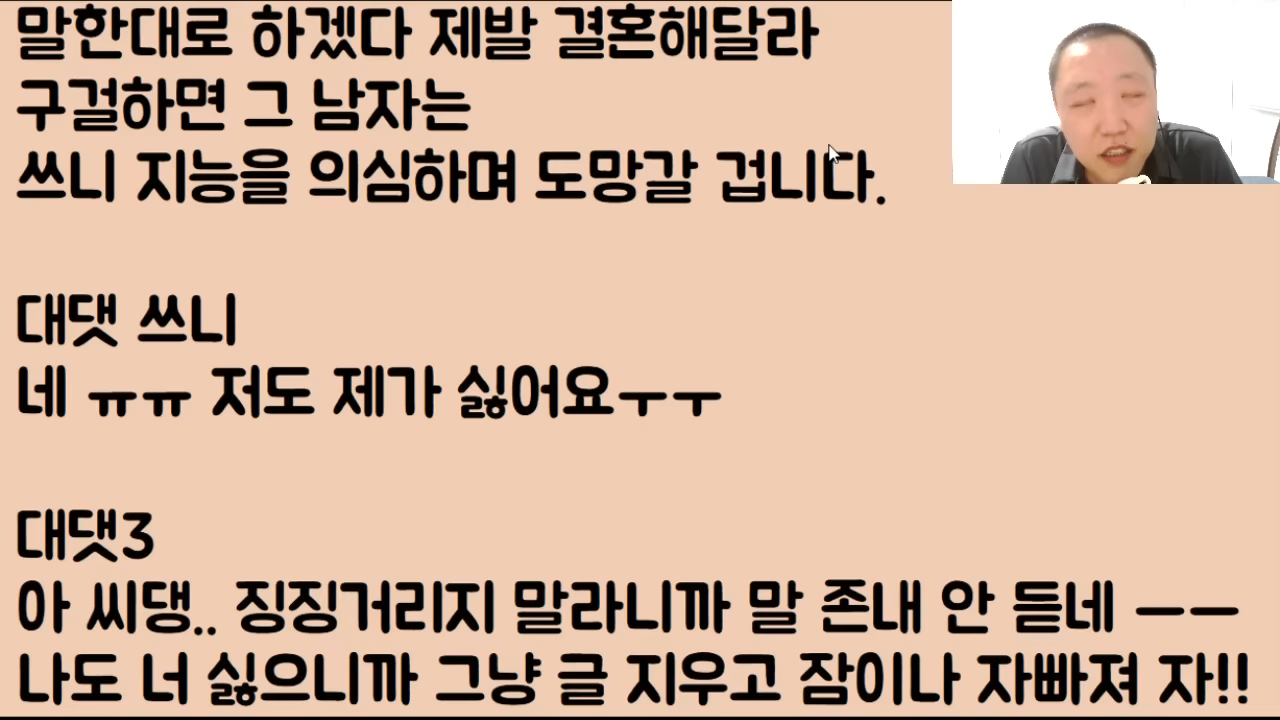 말한대로 하겠다 제발 결혼해달라
구걸하면 그 남자는
쓰니 지능을 의심하며 도망갈 겁니다.
대댓 쓰니
네 ㅠㅠ 저도 제가 싫어요ㅜㅜ
대댓3
아 씨댕.. 징징거리지 말라니까 말 존내 안 듣네 ㅡㅡ
나도 너 싫으니까 그냥 글 지우고 잠이나 자빠져 자!!